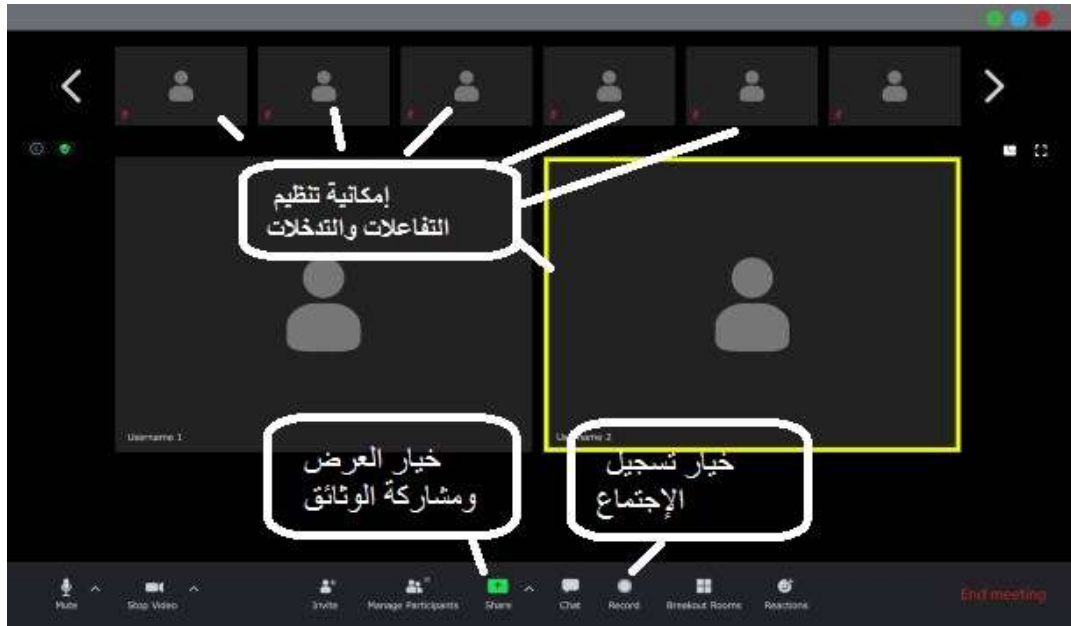 إمكانية تنظيم
التفاعلات والتدخلات
Username 1
Username 2
خيار العرض
ومشاركة الوثائق
خيار تسجيل
الإجتماع
Mute
Stop Video
Invite
Manage Participants
Share
Chat
Record
Breakout Rooms
Reactions
End meeting